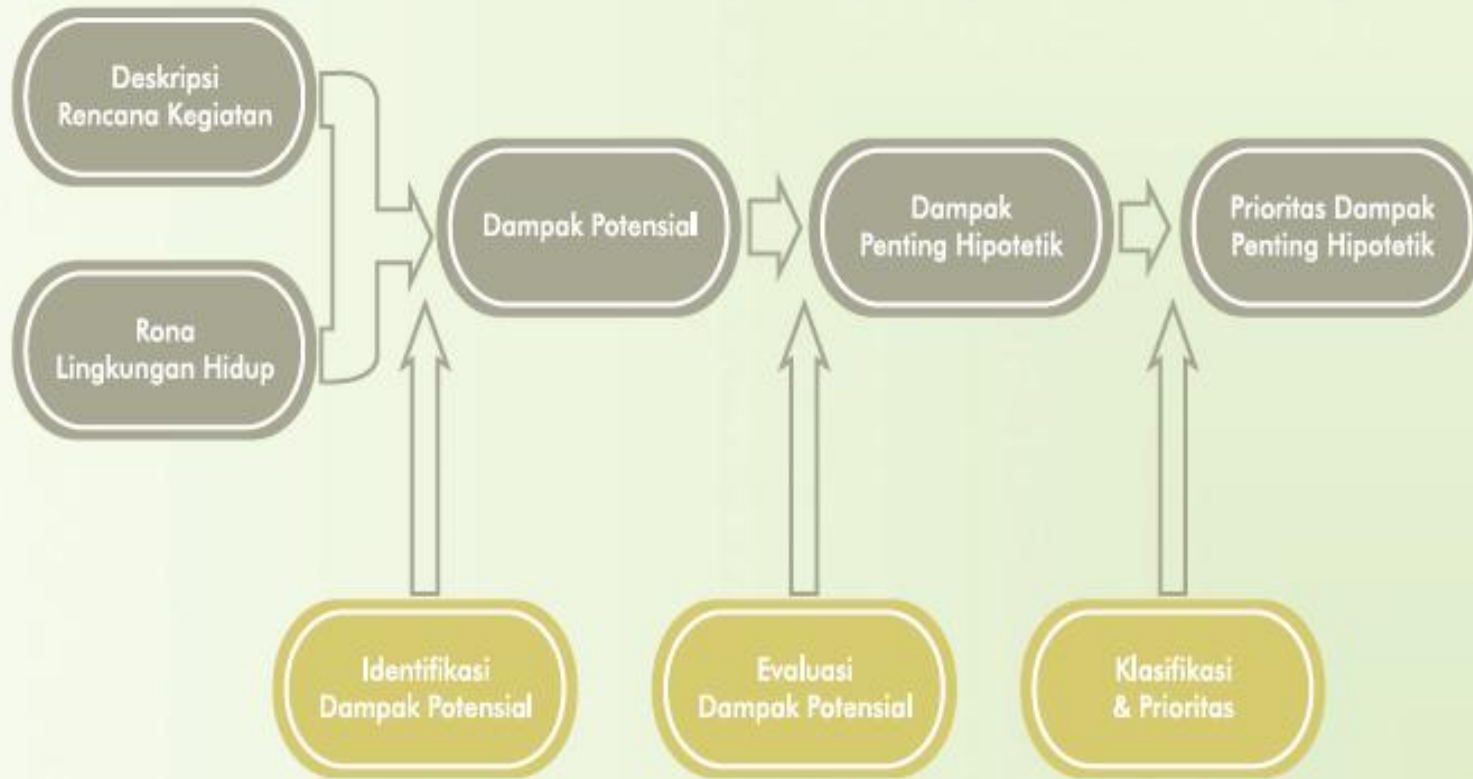 Deskripsi
Rencana Kegiatan
Rona
Lingkungan Hidup
Dampak Potensial
Dampak
Penting Hipotetik
Prioritas Dampak
Penting Hipotetik
Identifikasi
Dampak Potensial
Evaluasi
Dampak Potensial
Klasifikasi
& Prioritas